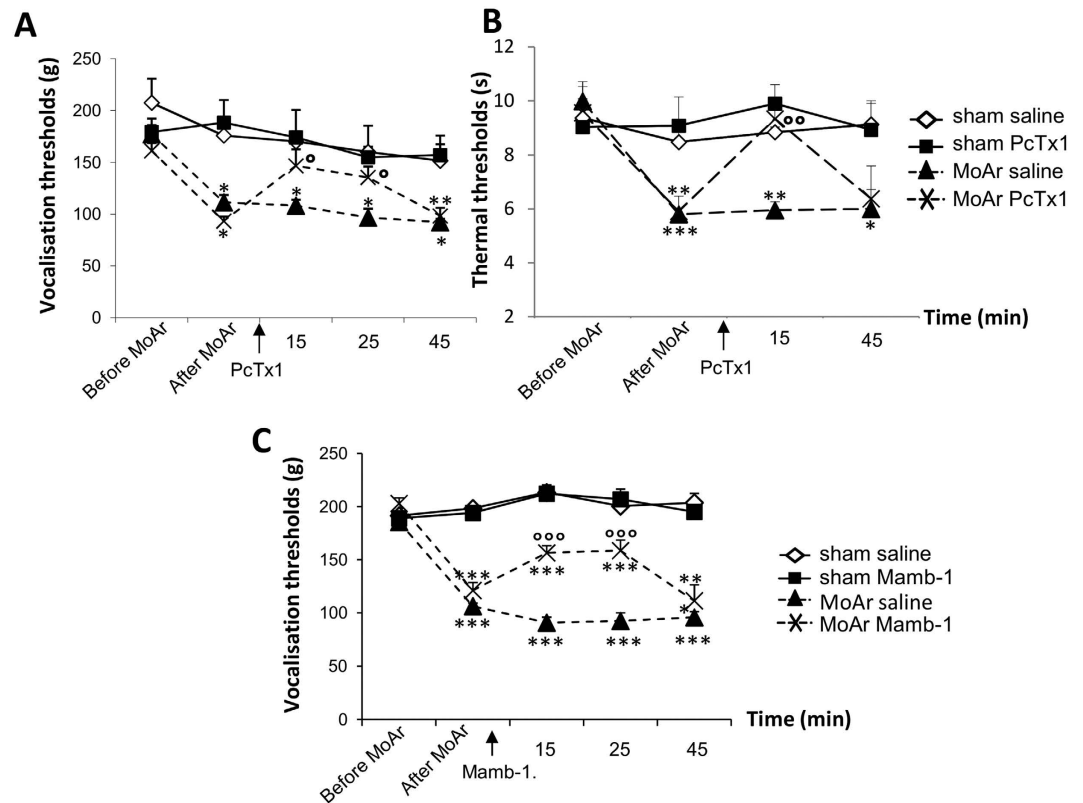 A
Vocalisation thresholds (g)
250
200
150
100
50
0
*
*
°
*
°
*
**
*
Before MoAr
After MoAr
PcTx1
15
25
45
B
Thermal thresholds (s)
12
10
8
6
4
2
**
***
°°
**
*
Before MoAr
After MoAr
PcTx1
15
45
Time (min)
sham saline
sham PcTx1
MoAr saline
MoAr PcTx1
C
Vocalisation thresholds (g)
250
200
150
100
50
0
***
***
°°°
***
***
°°°
***
***
**
*
***
Before MoAr
After MoAr
Mamb-1.
15
25
45
Time (min)
sham saline
sham Mamb-1
MoAr saline
MoAr Mamb-1